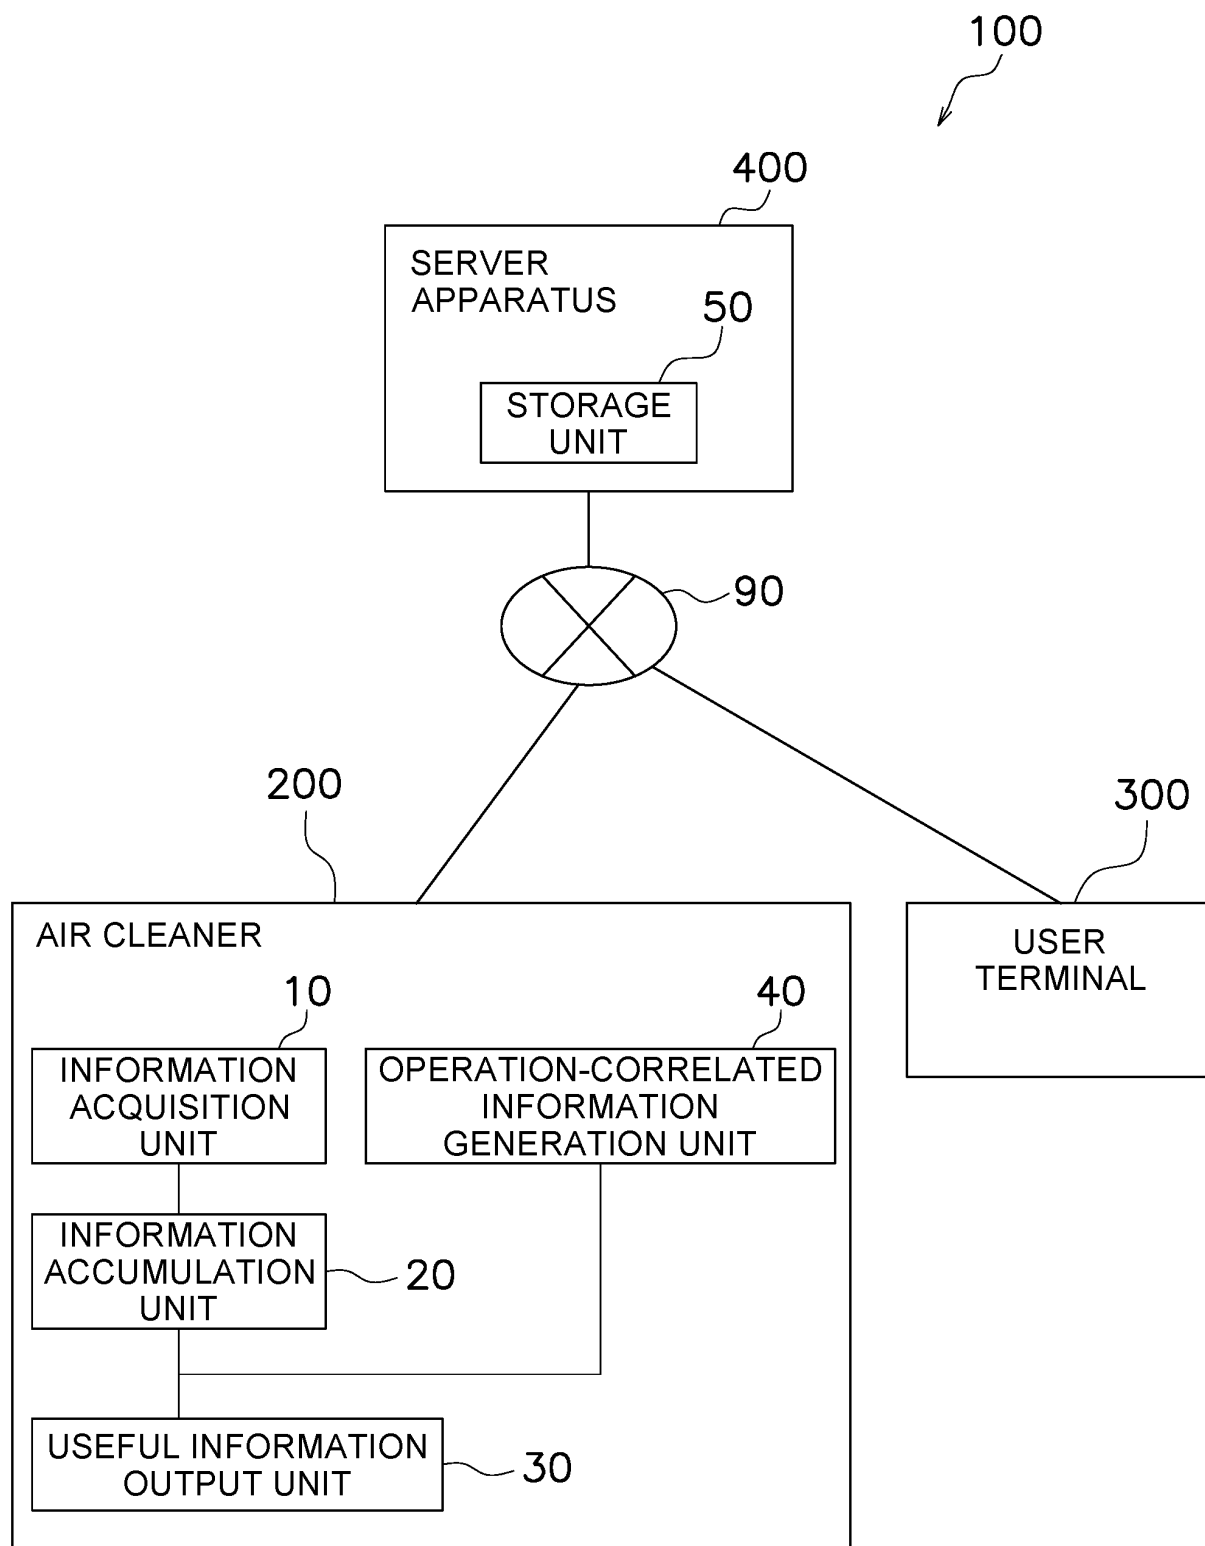 100
400
SERVER
APPARATUS
50
STORAGE
UNIT
90
200
300
AIR CLEANER
USER
TERMINAL
10
40
INFORMATION
ACQUISITION
UNIT
OPERATION-CORRELATED
INFORMATION
GENERATION UNIT
INFORMATION
ACCUMULATION
UNIT
20
USEFUL INFORMATION
OUTPUT UNIT
30